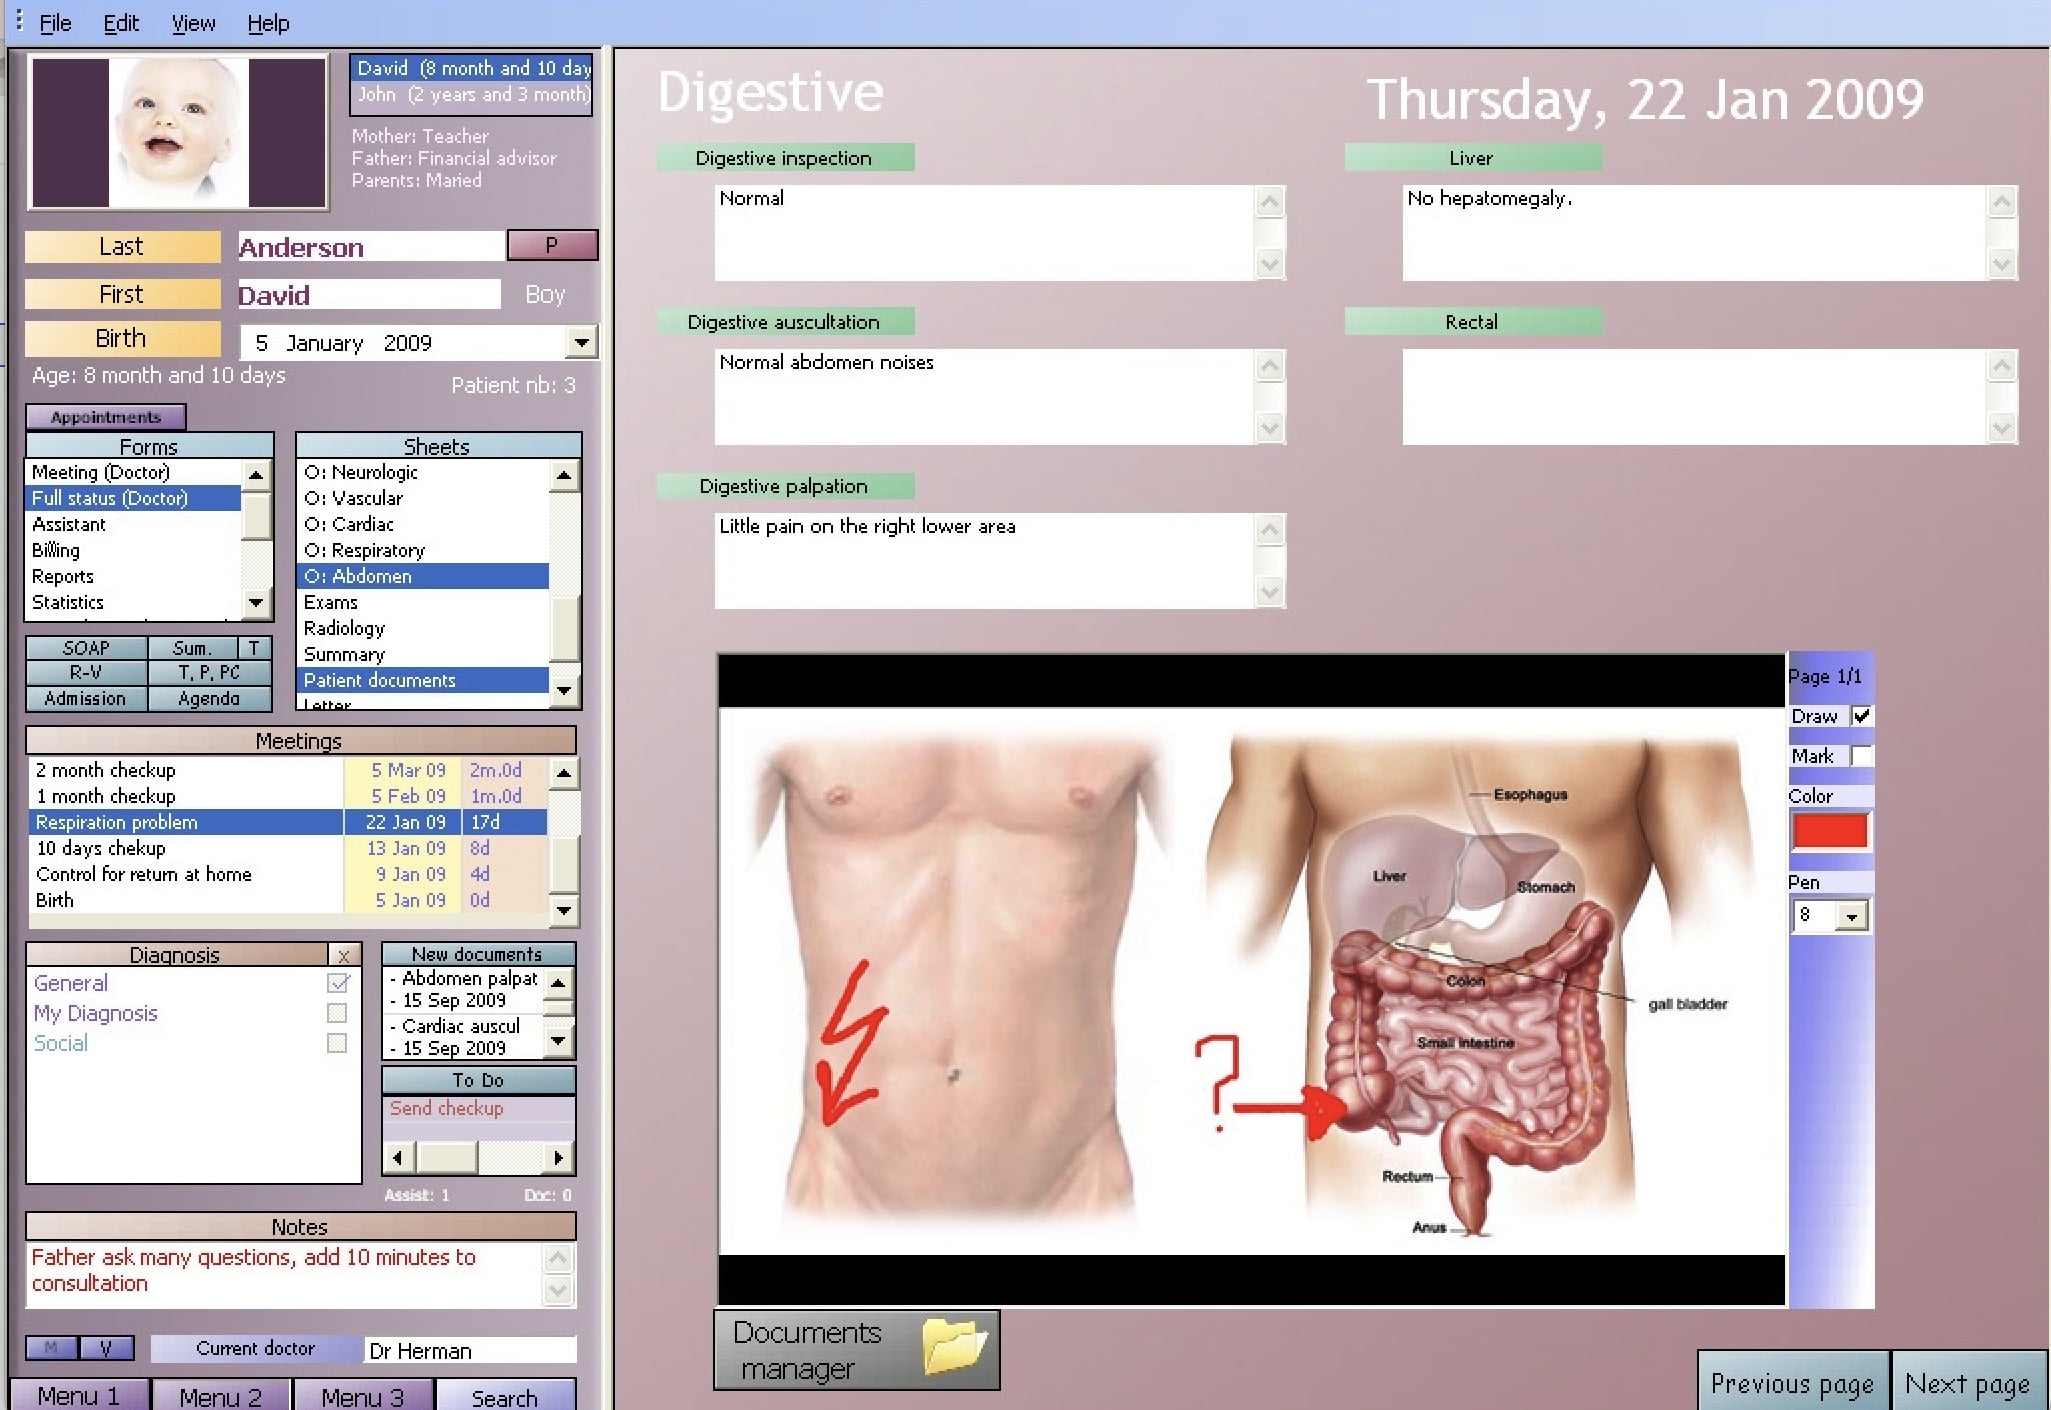 File Edit View Help
David (8 month and 10 day
John (2 years and 3 month)
Mother: Teacher
Father: Financial advisor
Parents: Maried
Last Anderson P
First David Boy
Birth 5 January 2009
Age: 8 month and 10 days
Patient nb: 3
Appointments
Forms
Meeting (Doctor)
Full status (Doctor)
Assistant
Billing
Reports
Statistics
Sheets
O: Neurologic
O: Vascular
O: Cardiac
O: Respiratory
O: Abdomen
Exams
Radiology
Summary
Patient documents
Letter
SOAP Sum. T
R-V T, P, PC
Admission Agenda
Meetings
2 month checkup 5 Mar 09 2m.0d
1 month checkup 5 Feb 09 1m.0d
Respiration problem 22 Jan 09 17d
10 days chekup 13 Jan 09 8d
Control for return at home 9 Jan 09 4d
Birth 5 Jan 09 0d
Diagnosis x
General
My Diagnosis
Social
New documents
- Abdomen palpat
- 15 Sep 2009
- Cardiac auscul
- 15 Sep 2009
To Do
Send checkup
Assist: 1 Doc: 0
Notes
Father ask many questions, add 10 minutes to
consultation
M V Current doctor Dr Herman
Menu 1 Menu 2 Menu 3 Search
Digestive
Thursday, 22 Jan 2009
Digestive inspection
Normal
Liver
No hepatomegaly.
Digestive auscultation
Normal abdomen noises
Rectal
Digestive palpation
Little pain on the right lower area
Esophagus
Liver
Stomach
Colon
gall bladder
Small intestine
?
Rectum
Anus
Page 1/1
Draw
Mark
Color
Pen
8
Documents
manager
Previous page Next page